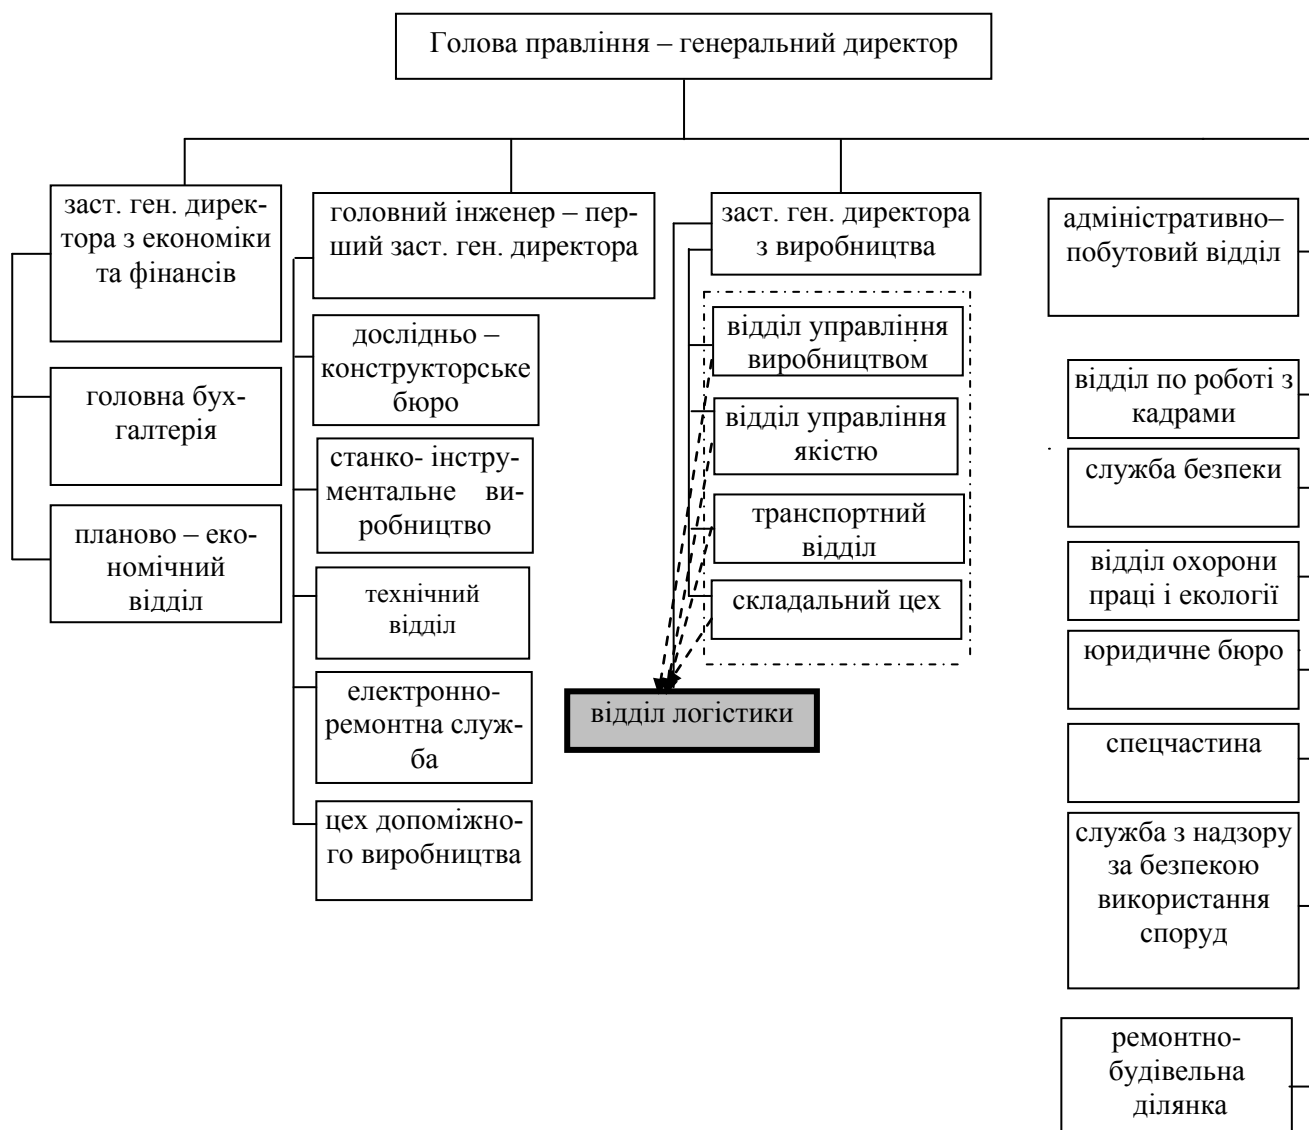 Голова правління – генеральний директор
заст. ген. дирек-
тора з економіки
та фінансів
головна бух-
галтерія
планово – еко-
номічний
відділ
головний інженер – пер-
ший заст. ген. директора
дослідньо –
конструкторське
бюро
станко- інстру-
ментальне ви-
робництво
технічний
відділ
електронно-
ремонтна служ-
ба
цех допоміжно-
го виробництва
заст. ген. директора
з виробництва
відділ управління
виробництвом
відділ управління
якістю
транспортний
відділ
складальний цех
відділ логістики
адміністративно–
побутовий відділ
відділ по роботі з
кадрами
служба безпеки
відділ охорони
праці і екології
юридичне бюро
спецчастина
служба з надзору
за безпекою
використання
споруд
ремонтно-
будівельна
ділянка